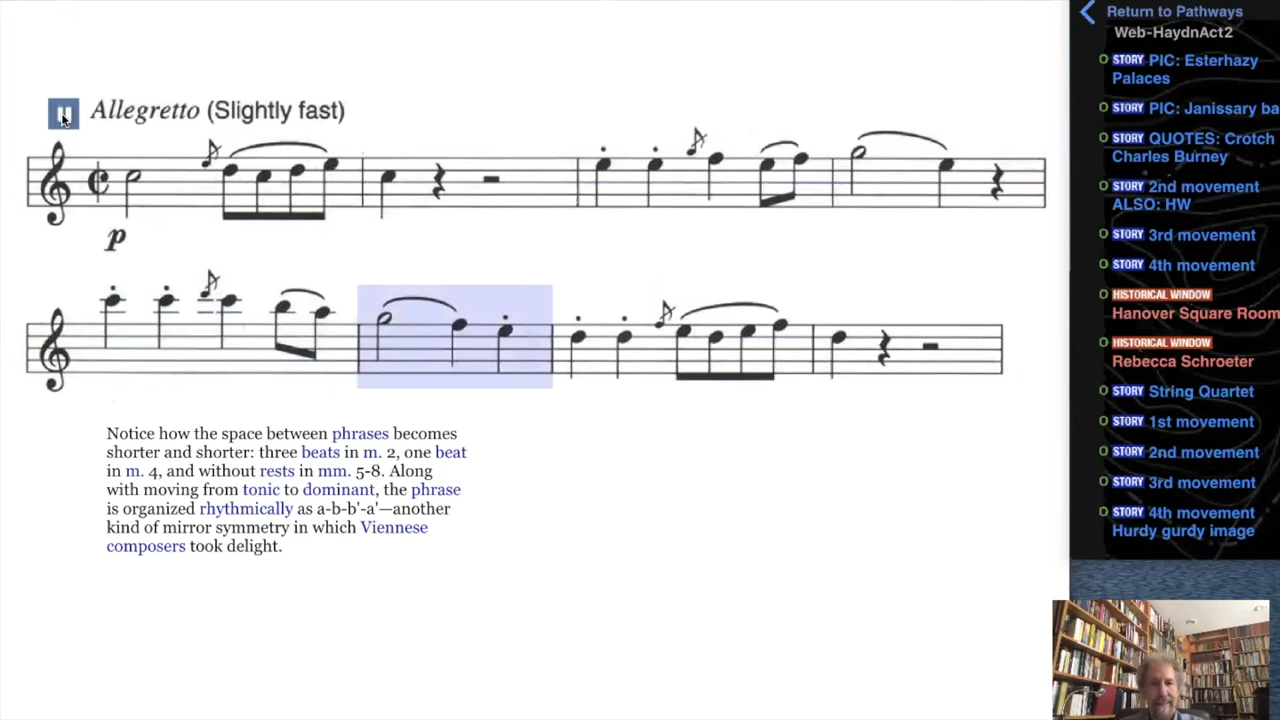 Return to Pathways
Web-HaydnAct2
Allegretto (Slightly fast)
p
Notice how the space between phrases becomes
shorter and shorter: three beats in m. 2, one beat
in m. 4, and without rests in mm. 5-8. Along
with moving from tonic to dominant, the phrase
is organized rhythmically as a-b-b'-a'—another
kind of mirror symmetry in which Viennese
composers took delight.
STORY PIC: Esterhazy
Palaces
STORY PIC: Janissary ba
STORY QUOTES: Crotch
Charles Burney
STORY 2nd movement
ALSO: HW
STORY 3rd movement
STORY 4th movement
HISTORICAL WINDOW
Hanover Square Room
HISTORICAL WINDOW
Rebecca Schroeter
STORY String Quartet
STORY 1st movement
STORY 2nd movement
STORY 3rd movement
STORY 4th movement
Hurdy gurdy image